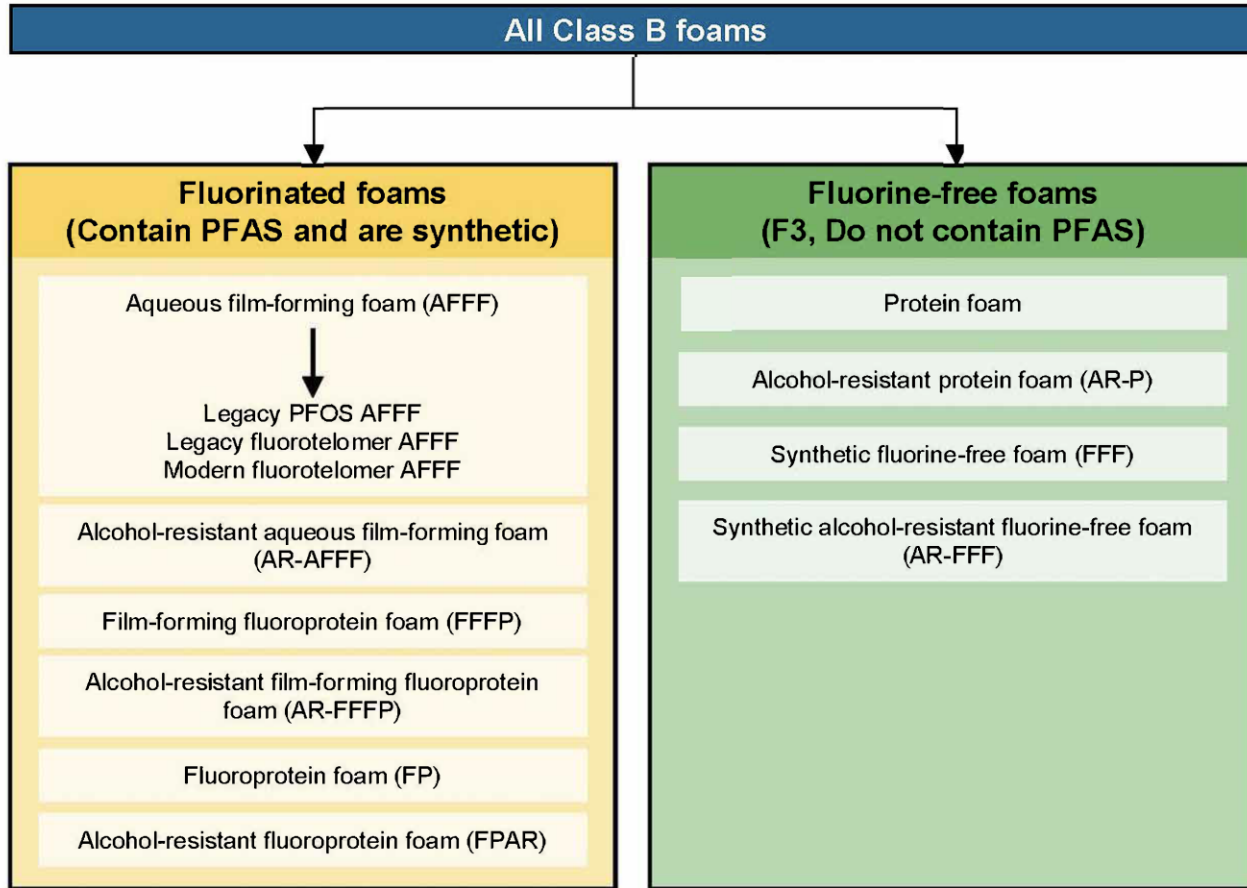 All Class B foams
Fluorinated foams
(Contain PFAS and are synthetic)
Aqueous film-forming foam (AFFF)
Legacy PFOS AFFF
Legacy fluorotelomer AFFF
Modern fluorotelomer AFFF
Alcohol-resistant aqueous film-forming foam
(AR-AFFF)
Film-forming fluoroprotein foam (FFFP)
Alcohol-resistant film-forming fluoroprotein
foam (AR-FFFP)
Fluoroprotein foam (FP)
Alcohol-resistant fluoroprotein foam (FPAR)
Fluorine-free foams
(F3, Do not contain PFAS)
Protein foam
Alcohol-resistant protein foam (AR-P)
Synthetic fluorine-free foam (FFF)
Synthetic alcohol-resistant fluorine-free foam
(AR-FFF)